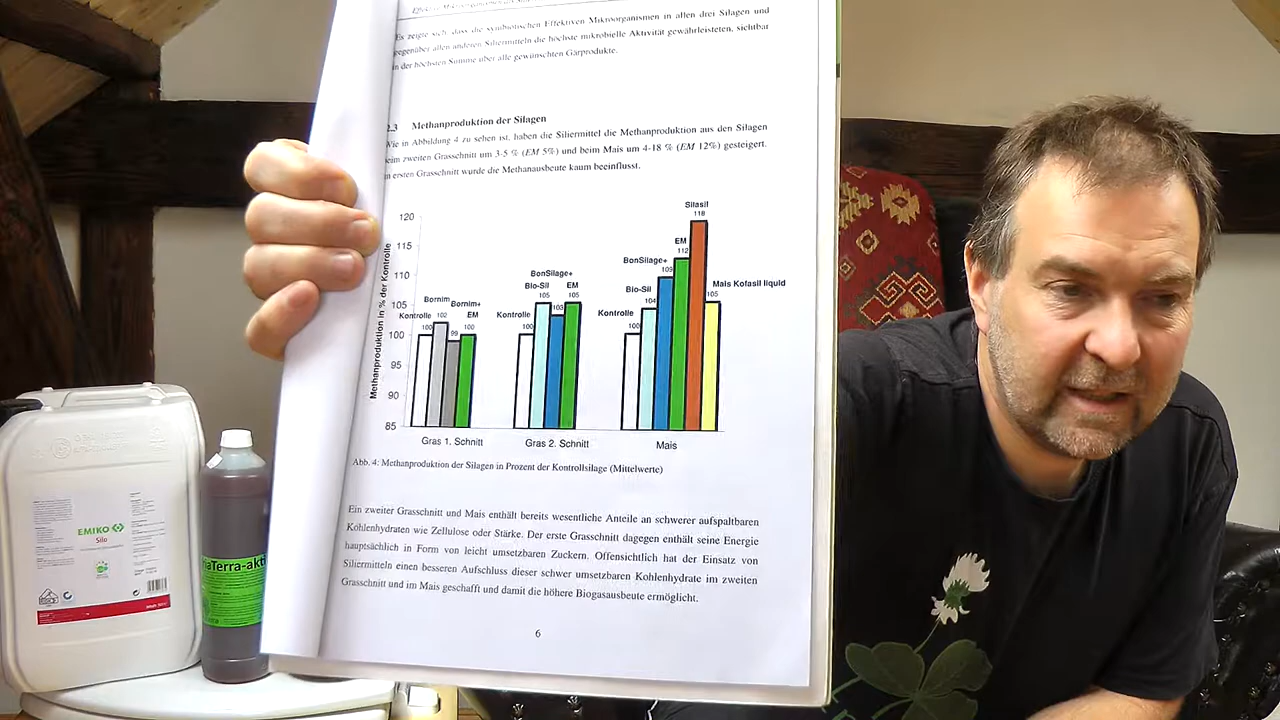 Es zeigte sich, dass die symbiotischen Effektiven Mikroorganismen in allen drei Silagen und
gegenüber allen anderen Siliermitteln die höchste mikrobielle Aktivität gewährleisteten, sichtbar
in der höchsten Summe über alle gewünschten Gärprodukte.
2.3 Methanproduktion der Silagen
Wie in Abbildung 4 zu sehen ist, haben die Siliermittel die Methanproduktion aus den Silagen
beim zweiten Grasschnitt um 3-5 % (EM 5%) und beim Mais um 4-18 % (EM 12%) gesteigert.
m ersten Grasschnitt wurde die Methanausbeute kaum beeinflusst.
Methanproduktion in % der Kontrolle
120
115
110
105
100
95
90
85
Kontrolle
100
Bornim
102
Bornim+
99
EM
100
Kontrolle
100
Bio-Sil
105
BonSilage+
103
EM
105
Kontrolle
100
Bio-Sil
104
BonSilage+
109
EM
112
Silasil
118
Mais Kofasil liquid
105
Gras 1. Schnitt
Gras 2. Schnitt
Mais
Abb. 4: Methanproduktion der Silagen in Prozent der Kontrollsilage (Mittelwerte)
Ein zweiter Grasschnitt und Mais enthält bereits wesentliche Anteile an schwerer aufspaltbaren
Kohlenhydraten wie Zellulose oder Stärke. Der erste Grasschnitt dagegen enthält seine Energie
hauptsächlich in Form von leicht umsetzbaren Zuckern. Offensichtlich hat der Einsatz von
Siliermitteln einen besseren Aufschluss dieser schwer umsetzbaren Kohlenhydrate im zweiten
Grasschnitt und im Mais geschafft und damit die höhere Biogasausbeute ermöglicht.
6
EMIKO
Silo
iaTerra-akti